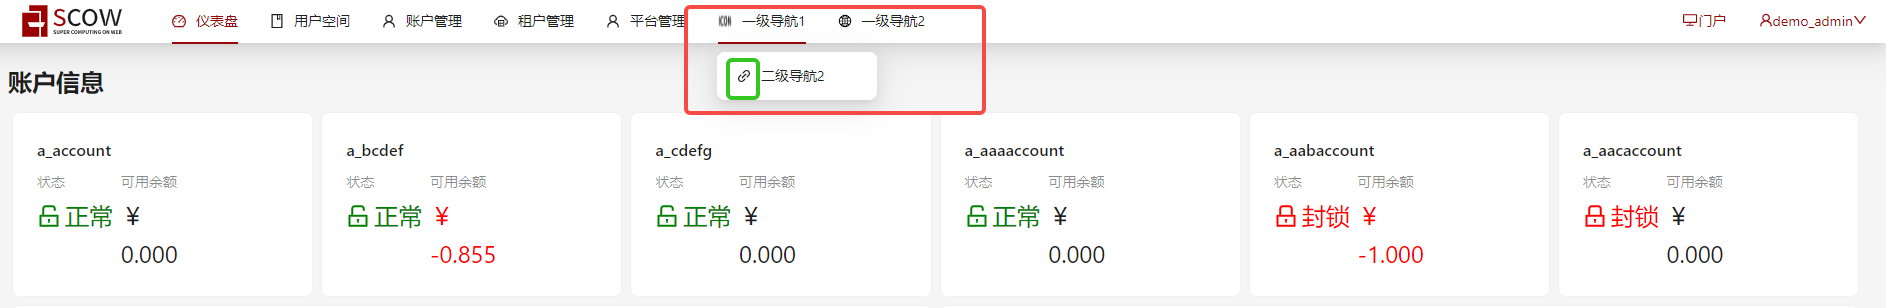 SCOW
SUPER COMPUTING ON WEB
仪表盘 用户空间 账户管理 租户管理 平台管理 ICON 一级导航1 一级导航2 门户 demo_admin
二级导航2
账户信息
a_account a_bcdef a_cdefg a_aaaaccount a_aabaccount a_aacaccount
状态 可用余额 状态 可用余额 状态 可用余额 状态 可用余额 状态 可用余额 状态 可用余额
正常 ¥ 正常 ¥ 正常 ¥ 正常 ¥ 封锁 ¥ 封锁 ¥
0.000 -0.855 0.000 0.000 -1.000 0.000